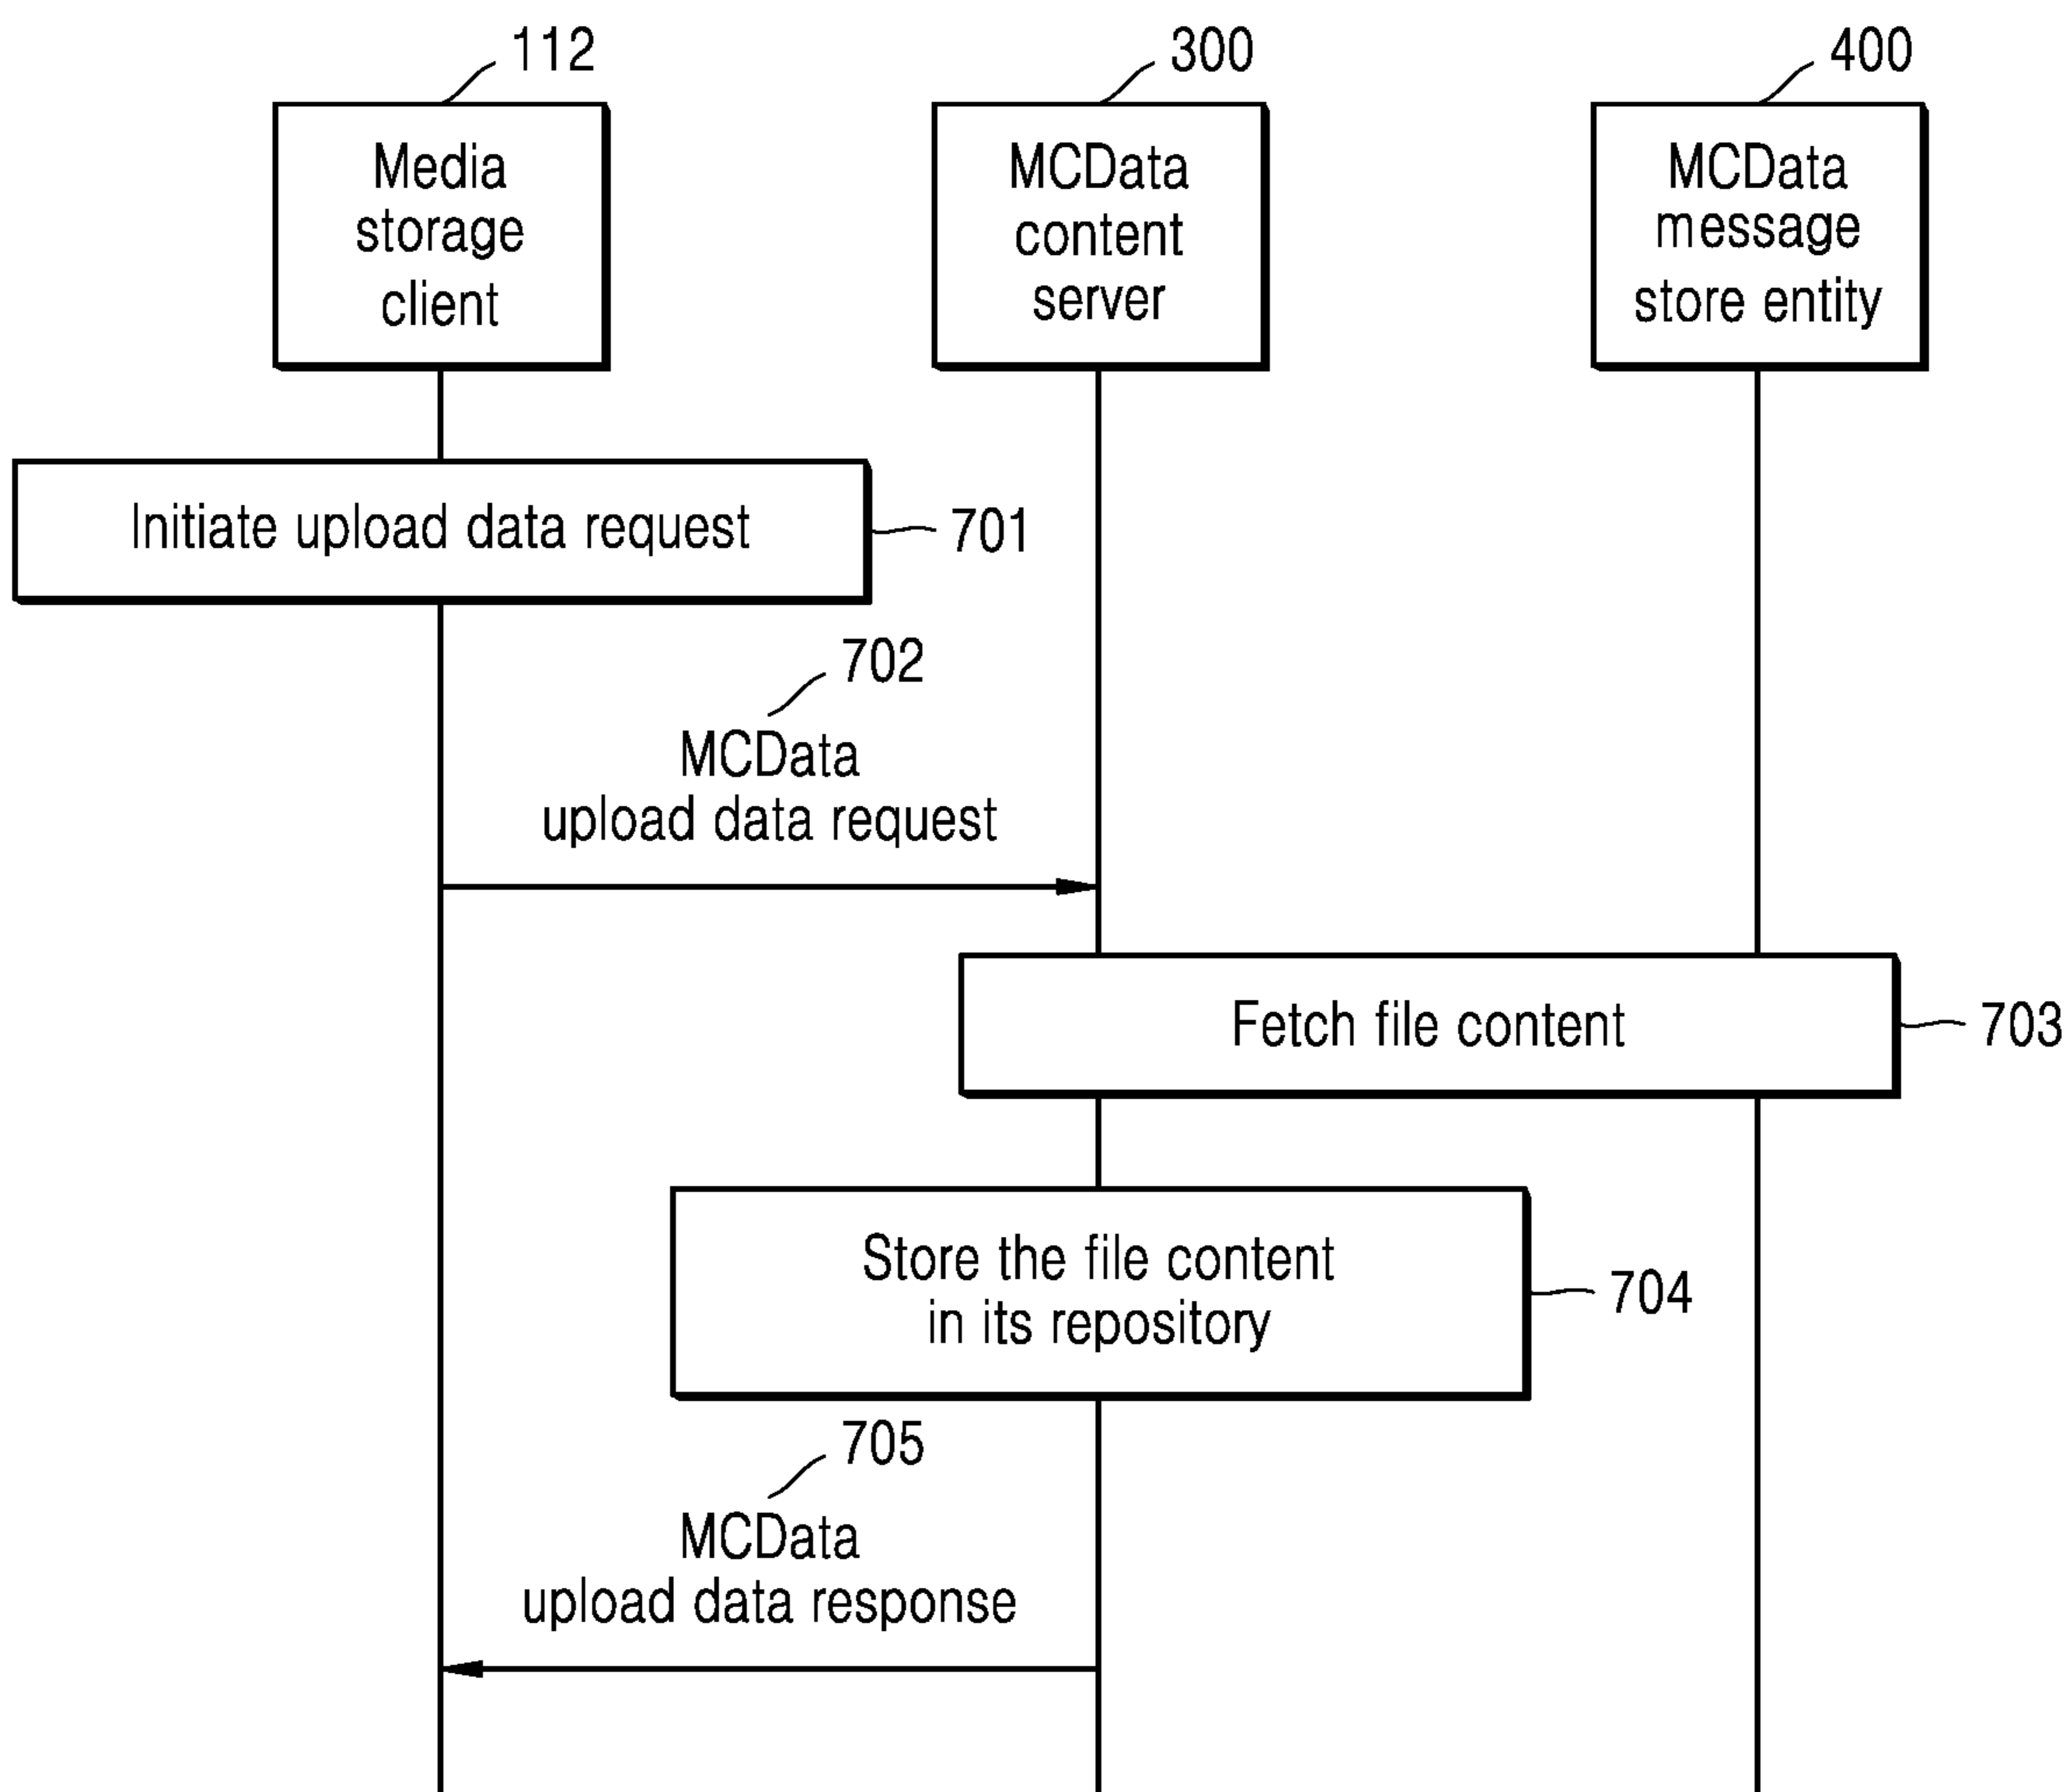 112
300
400
Media
storage
client
MCData
content
server
MCData
message
store entity
Initiate upload data request
701
702
MCData
upload data request
Fetch file content
703
Store the file content
in its repository
704
705
MCData
upload data response